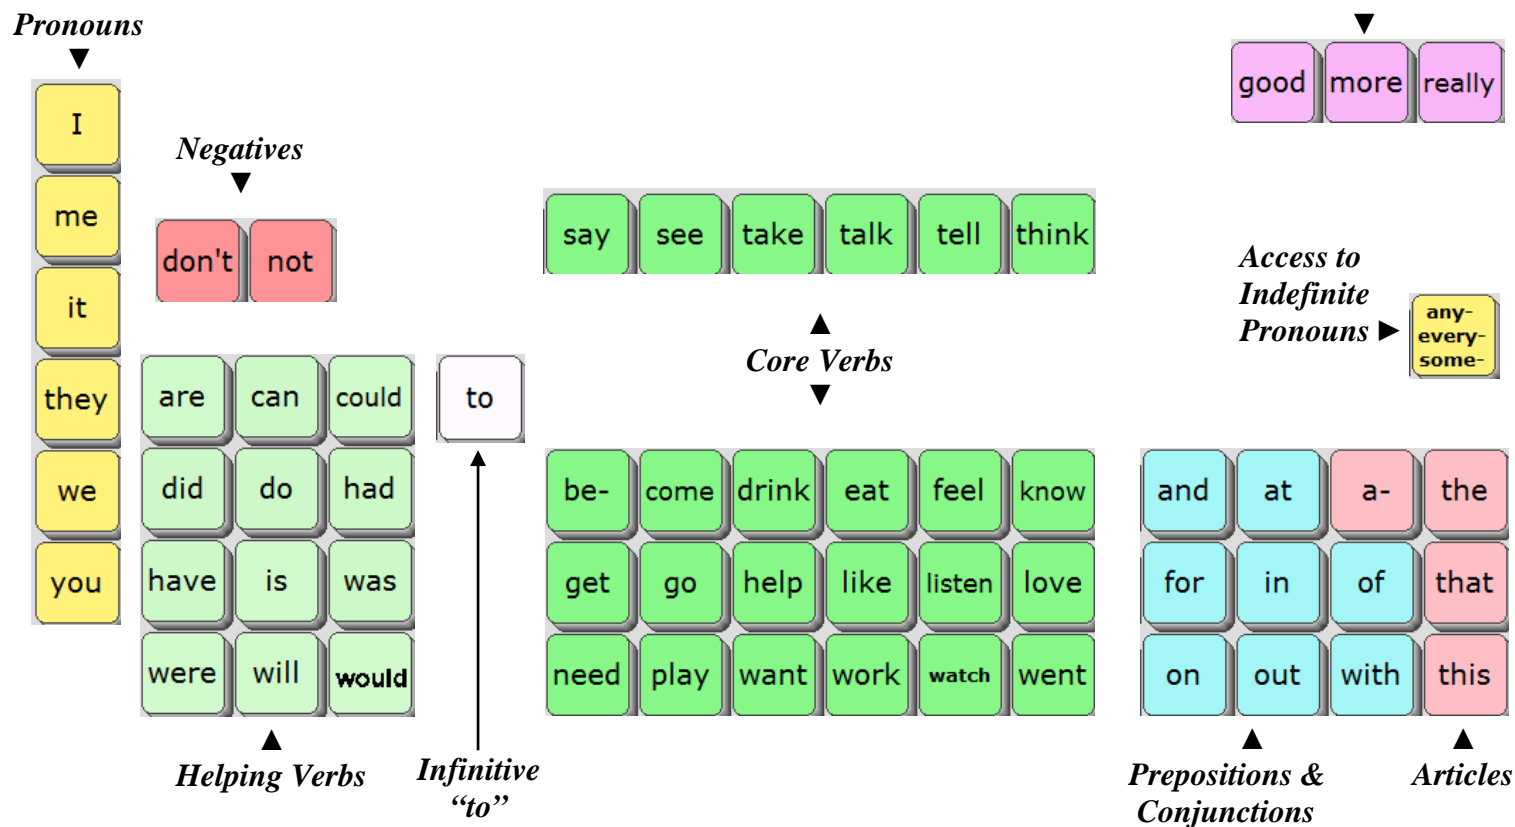 Pronouns
I
me
it
they
we
you
Negatives
don't not
are can could
did do had
have is was
were will would
Helping Verbs
to
Infinitive
“to”
say see take talk tell think
Core Verbs
be- come drink eat feel know
get go help like listen love
need play want work watch went
good more really
Access to
Indefinite
Pronouns
any-
every-
some-
and at a- the
for in of that
on out with this
Prepositions &
Conjunctions
Articles